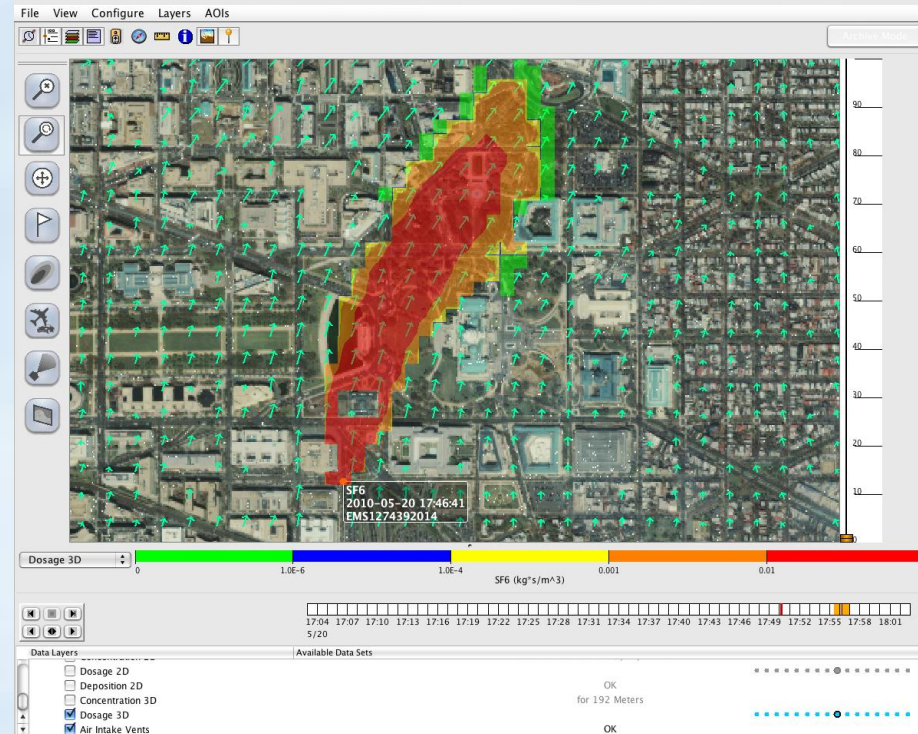 File View Configure Layers AOIs
Archive Mode
90
80
70
60
50
40
30
20
10
0
SF6
2010-05-20 17:46:41
EMS1274392014
Dosage 3D
0 1.0E-6 1.0E-4 0.001 0.01
SF6 (kg*s/m^3)
17:04 17:07 17:10 17:13 17:16 17:19 17:22 17:25 17:28 17:31 17:34 17:37 17:40 17:43 17:46 17:49 17:52 17:55 17:58 18:01
5/20
Data Layers Available Data Sets
Dosage 2D
Deposition 2D OK
Concentration 3D for 192 Meters
Dosage 3D
Air Intake Vents OK